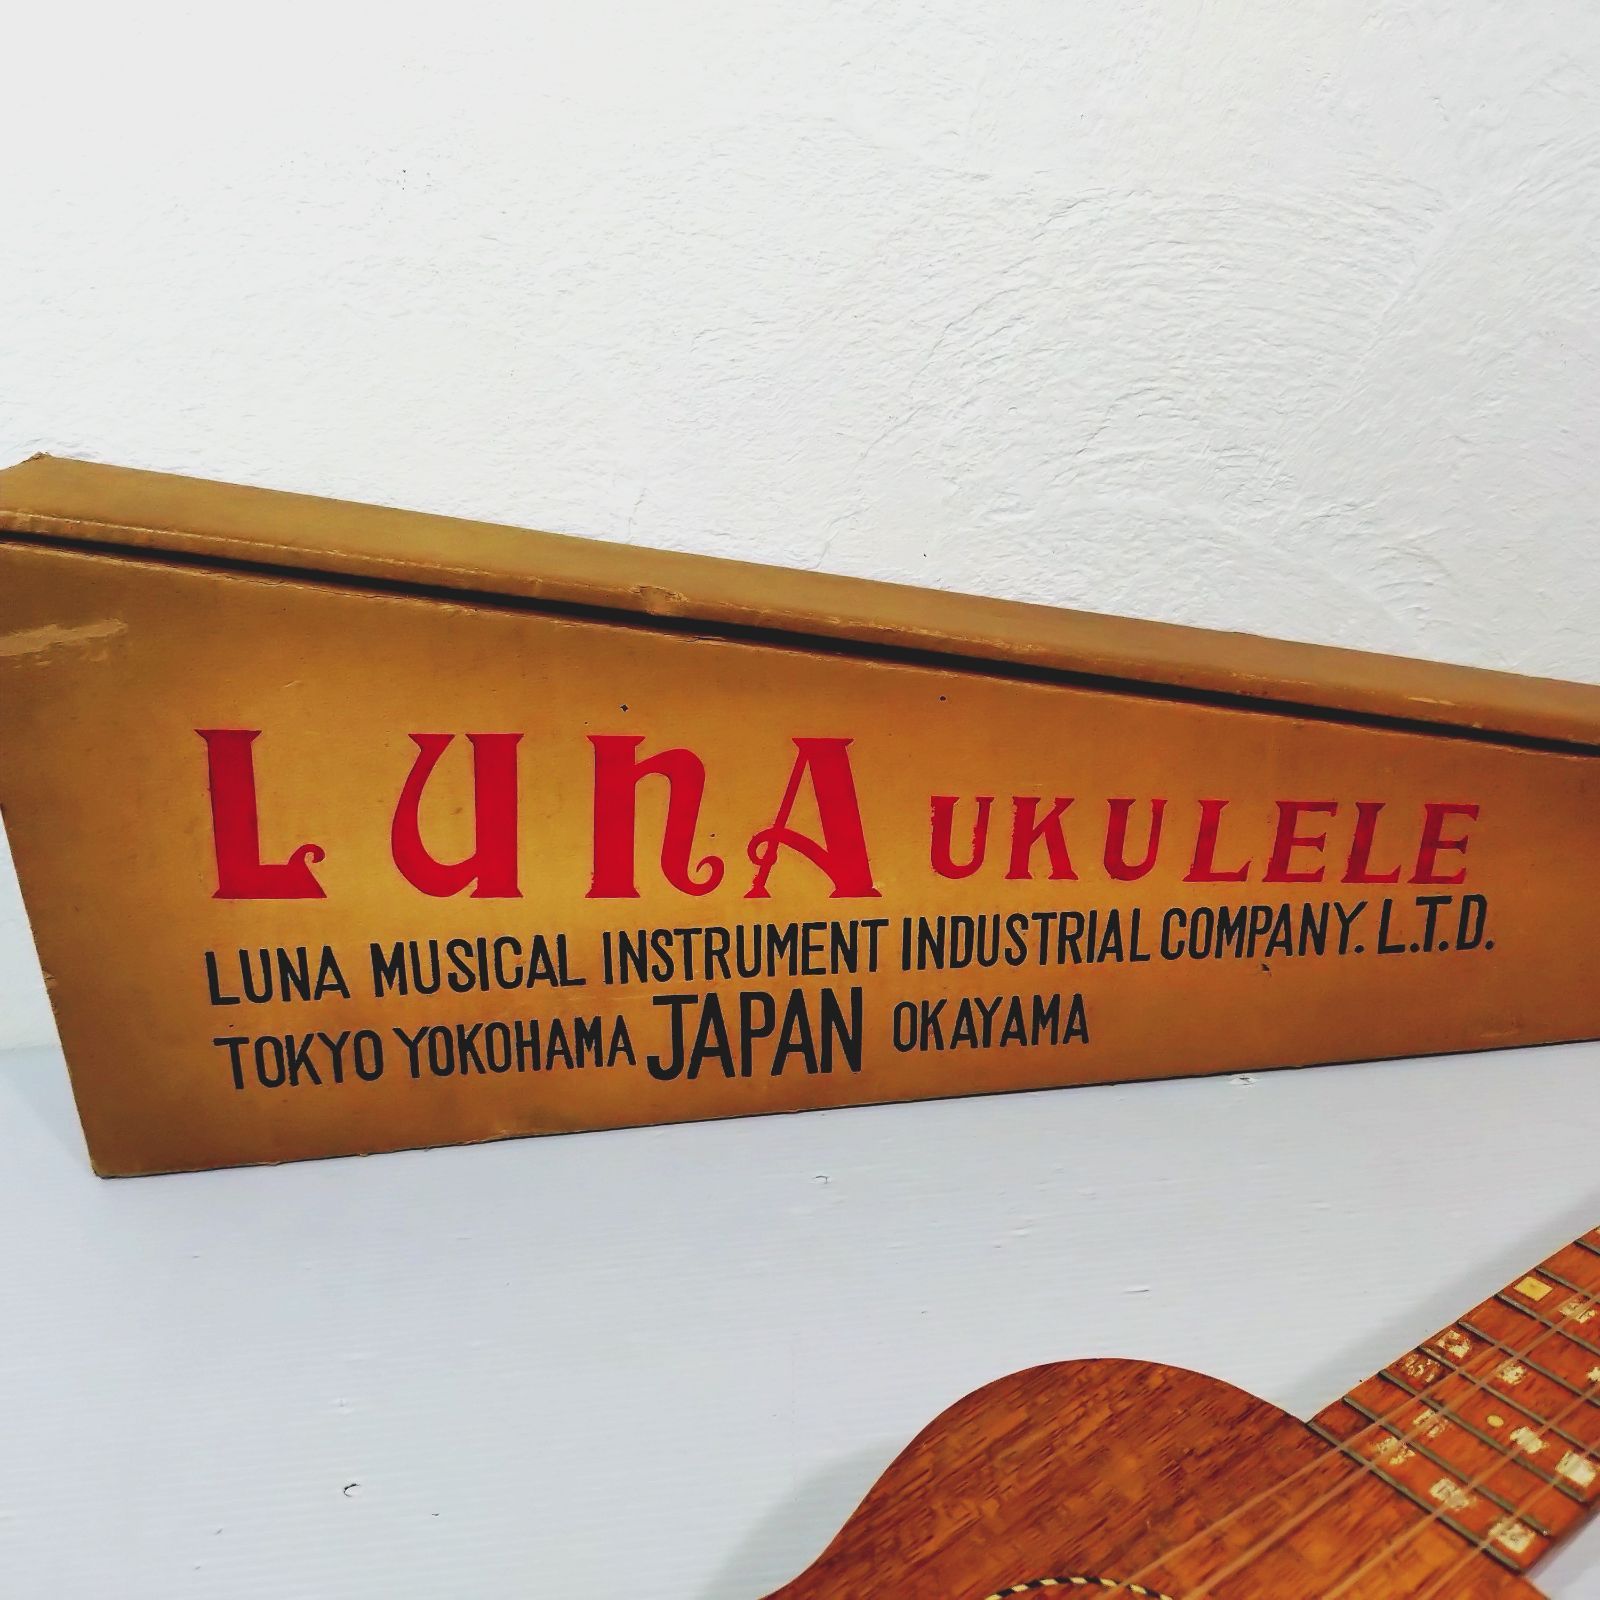 LUNA UKULELE
LUNA MUSICAL INSTRUMENT INDUSTRIAL COMPANY. L.T.D.
TOKYO YOKOHAMA JAPAN OKAYAMA